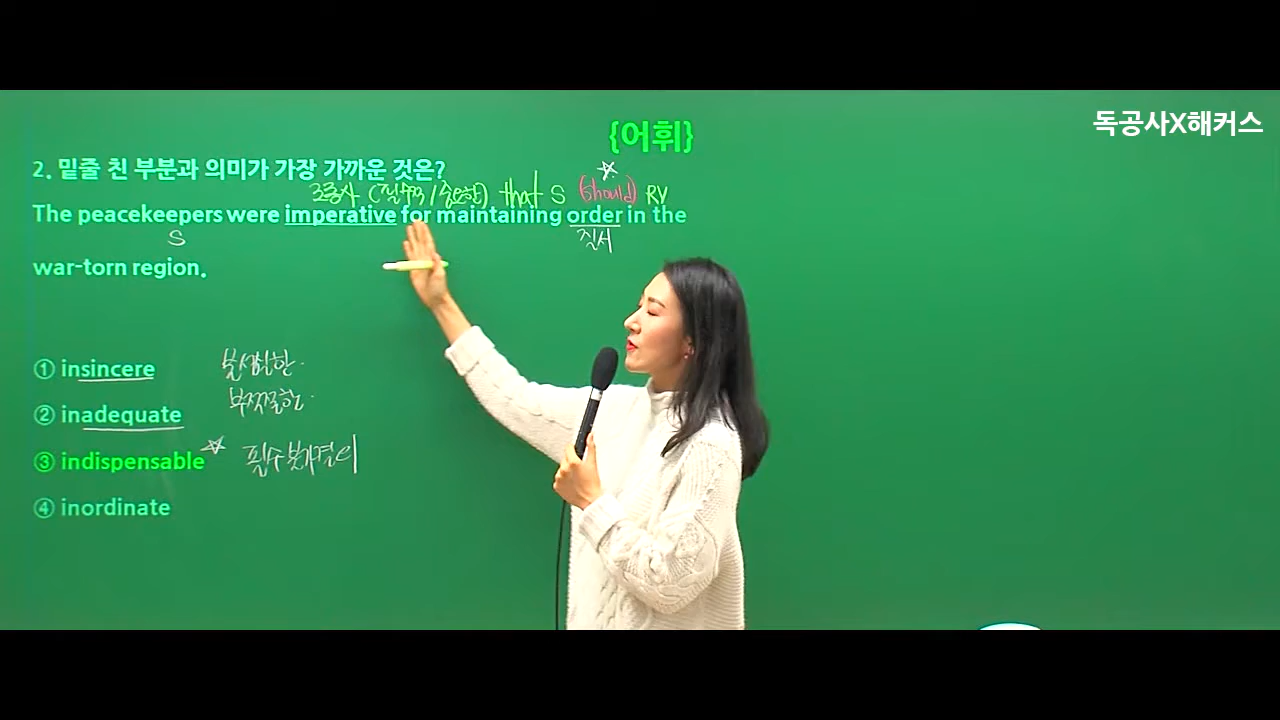 독공사X해커스
{어휘}
2. 밑줄 친 부분과 의미가 가장 가까운 것은?
that S (should) RV
The peacekeepers were imperative for maintaining order in the
S 질서
war-torn region.
① insincere 불성실한
② inadequate 부적절한
③ indispensable 필수불가결의
④ inordinate